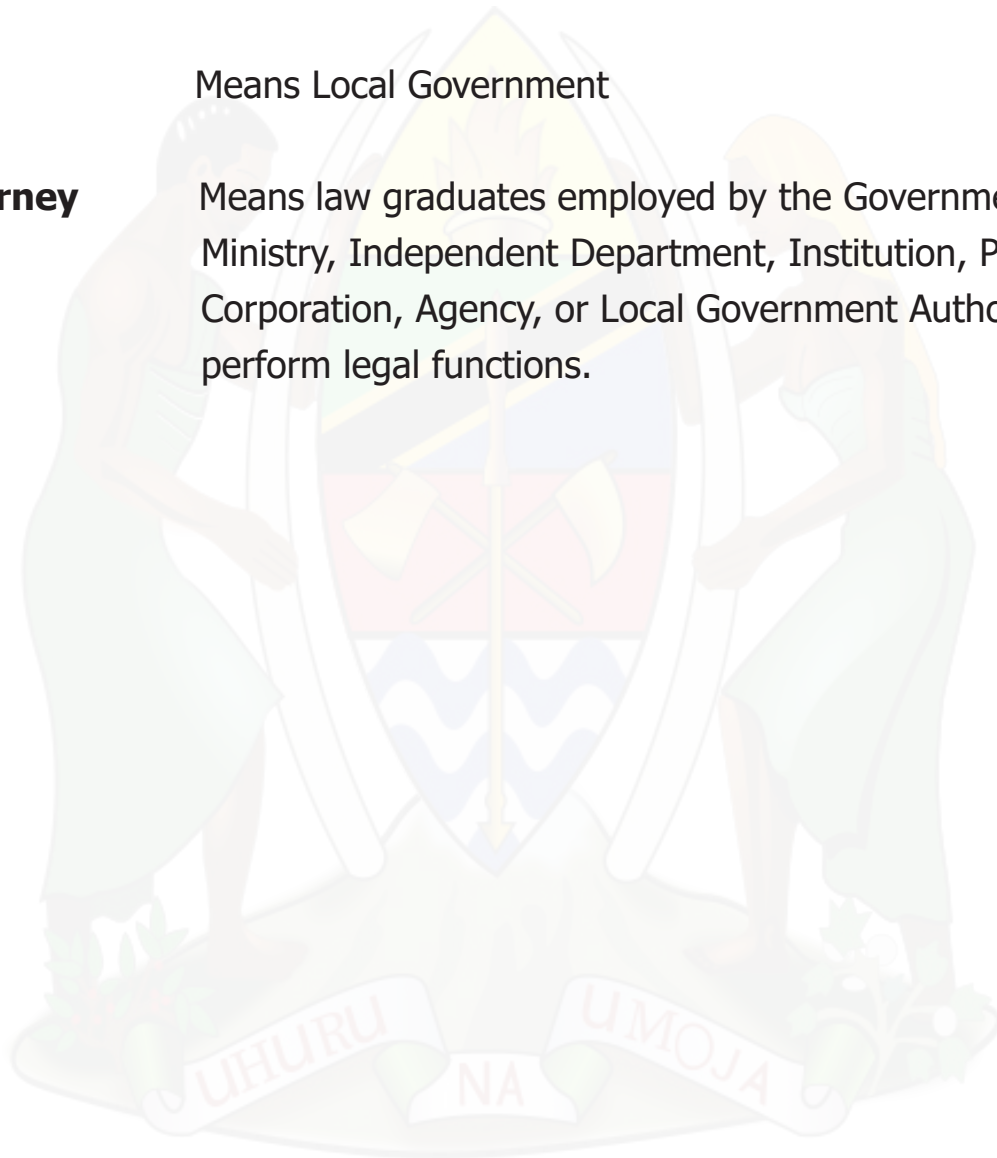 Means Local Government
rney Means law graduates employed by the Governme
Ministry, Independent Department, Institution, P
Corporation, Agency, or Local Government Autho
perform legal functions.
UHURU NA UMOJA